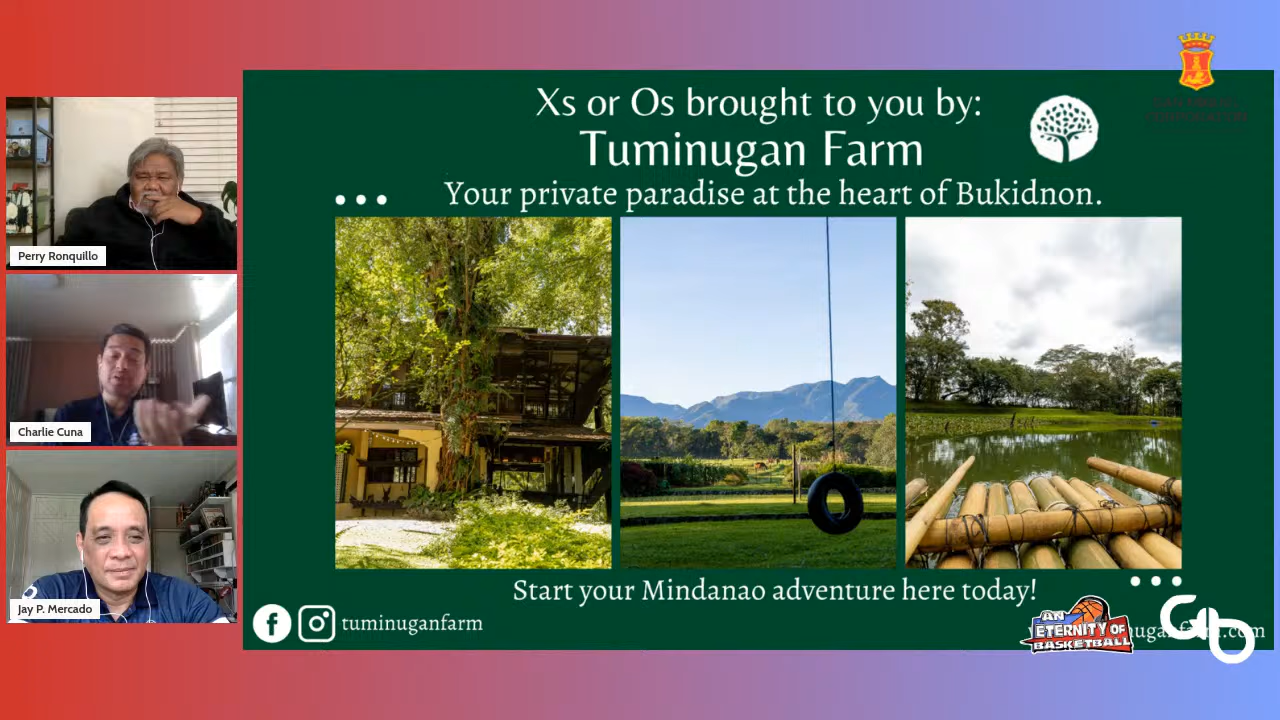 Xs or Os brought to you by:
Tuminugan Farm
Your private paradise at the heart of Bukidnon.
Perry Ronquillo
Charlie Cuna
Jay P. Mercado
Start your Mindanao adventure here today!
tuminuganfarm
AN
ETERNITY OF
BASKETBALL
Gb